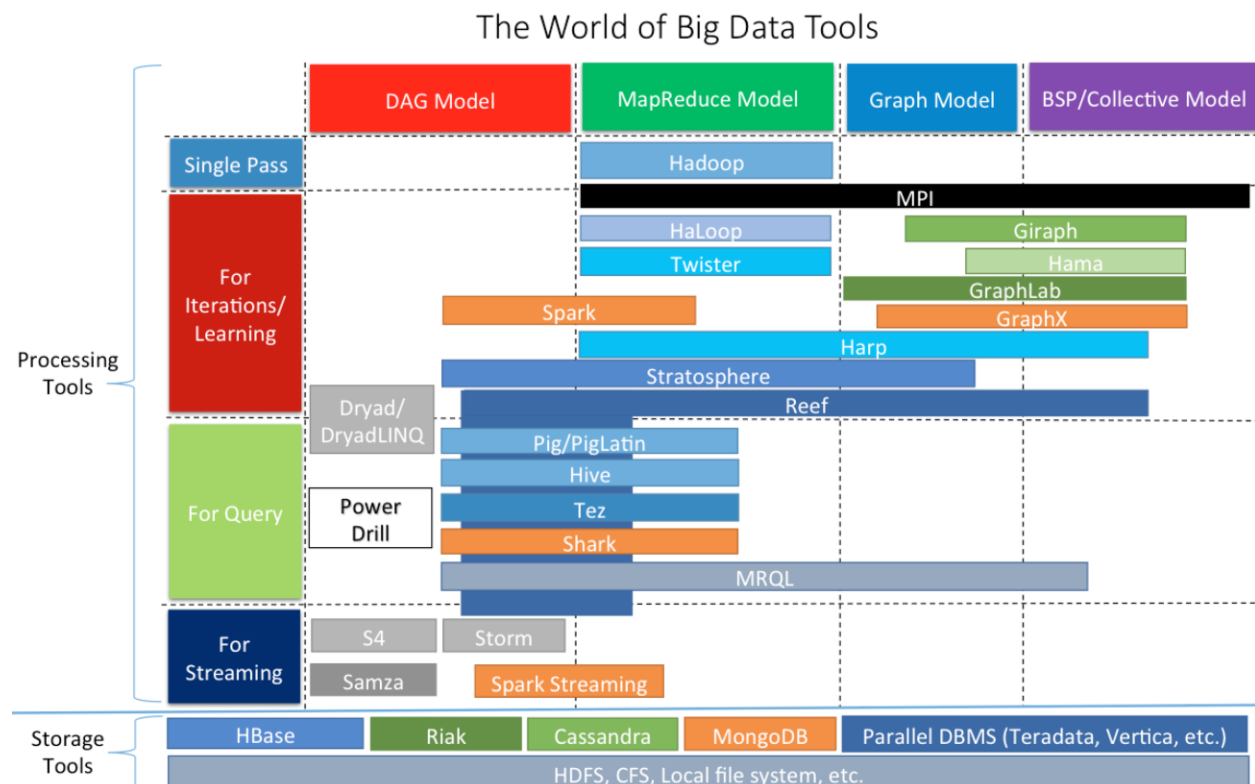 The World of Big Data Tools
DAG Model
MapReduce Model
Graph Model
BSP/Collective Model
Processing
Tools
Single Pass
Hadoop
For
Iterations/
Learning
MPI
HaLoop
Giraph
Twister
Hama
GraphLab
Spark
GraphX
Harp
Stratosphere
Reef
Dryad/
DryadLINQ
For Query
Pig/PigLatin
Hive
Power
Drill
Tez
Shark
MRQL
For
Streaming
S4
Storm
Samza
Spark Streaming
Storage
Tools
HBase
Riak
Cassandra
MongoDB
Parallel DBMS (Teradata, Vertica, etc.)
HDFS, CFS, Local file system, etc.